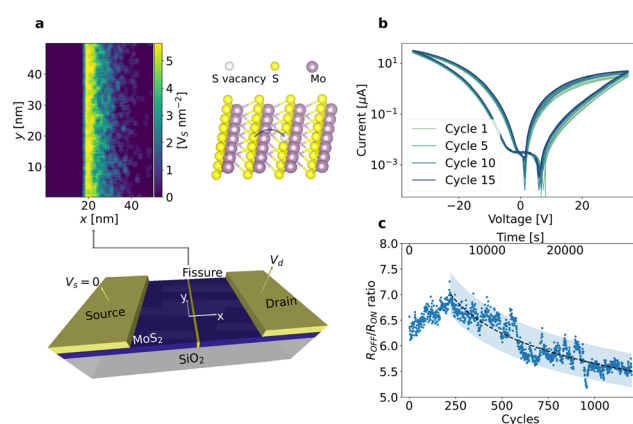 a
50
40
30
20
10
y [nm]
20
40
x [nm]
5
4
3
2
1
0
[V_S nm⁻²]
S vacancy
S
Mo
V_s = 0
Source
Fissure
V_d
Drain
y
x
MoS₂
SiO₂
b
10¹
10⁻¹
10⁻³
Current [μA]
Cycle 1
Cycle 5
Cycle 10
Cycle 15
−20
0
20
Voltage [V]
c
Time [s]
0
10000
20000
8.0
7.5
7.0
6.5
6.0
5.5
5.0
R_OFF/R_ON ratio
0
250
500
750
1000
Cycles